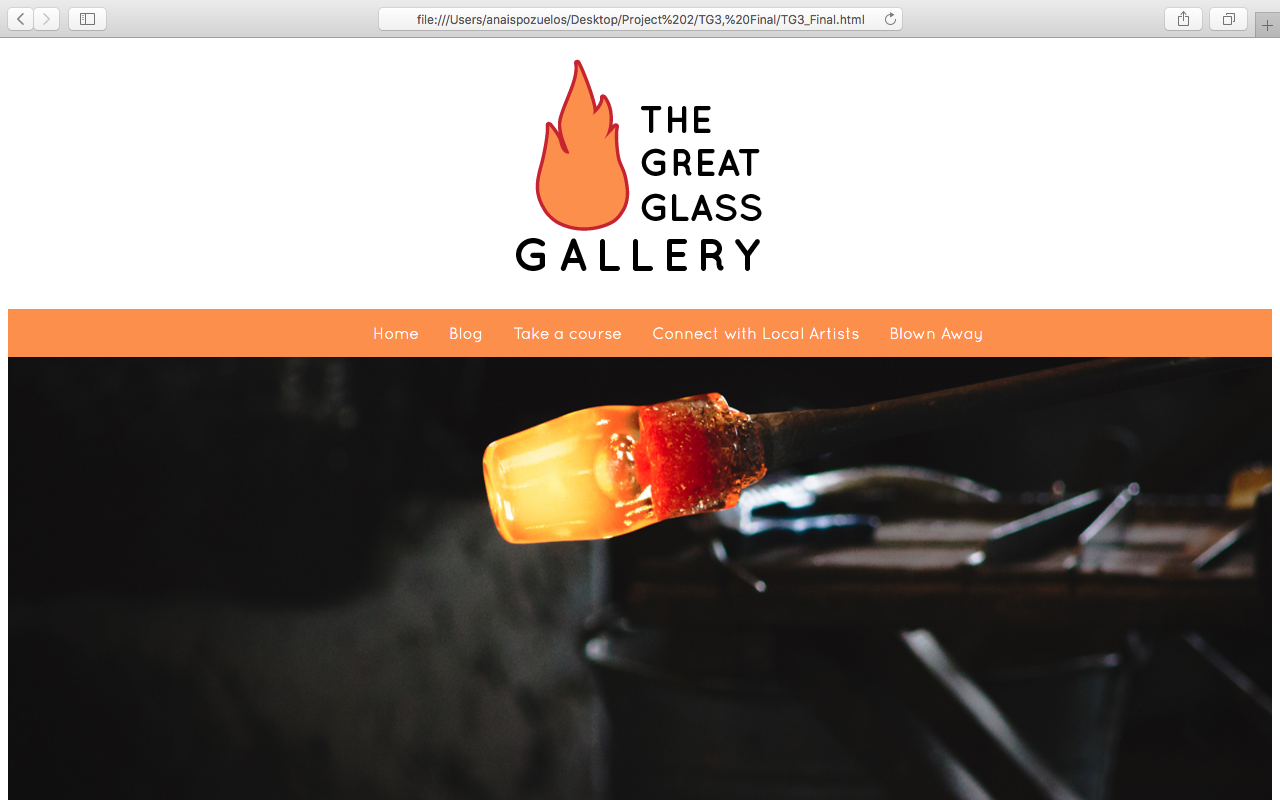 file:///Users/anaispozuelos/Desktop/Project%202/TG3,%20Final/TG3_Final.html
THE
GREAT
GLASS
GALLERY
Home Blog Take a course Connect with Local Artists Blown Away